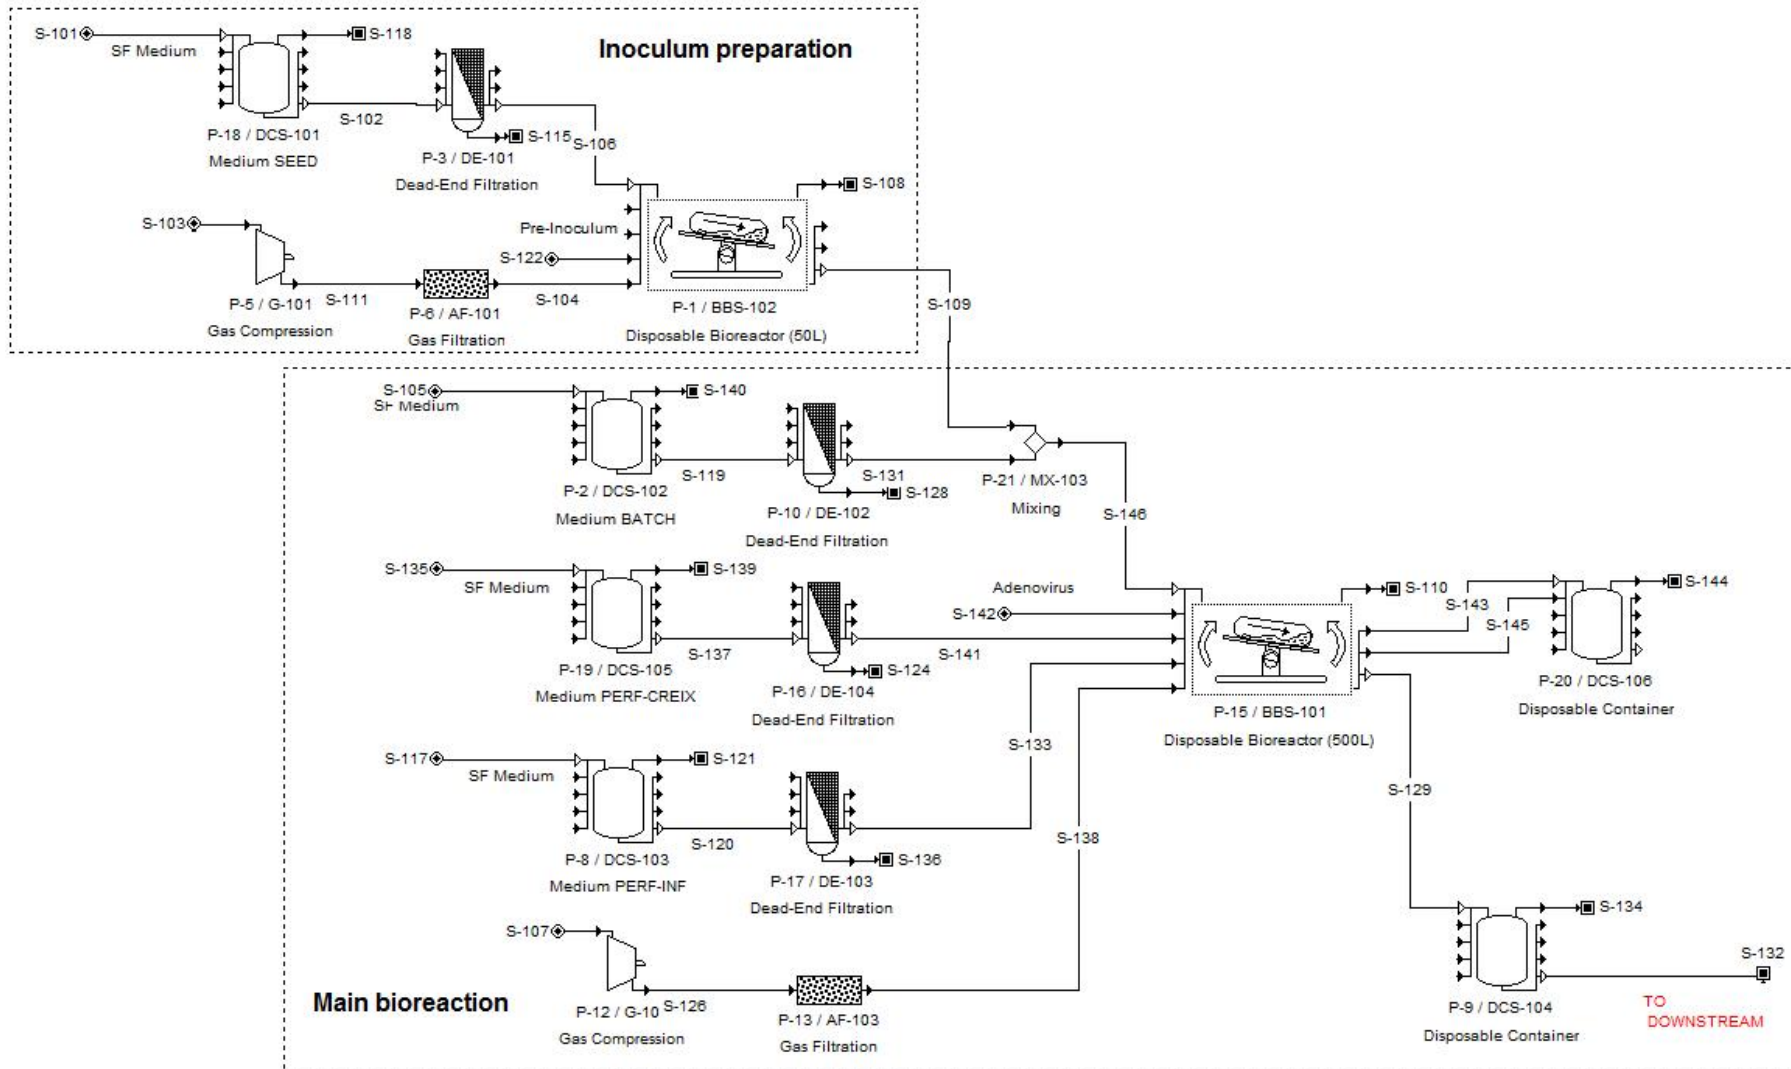 Inoculum preparation
S-101
SF Medium
S-118
S-102
P-18 / DCS-101
Medium SEED
S-115
S-106
P-3 / DE-101
Dead-End Filtration
S-108
S-103
Pre-Inoculum
S-122
S-111
S-104
P-5 / G-101
Gas Compression
P-6 / AF-101
Gas Filtration
P-1 / BBS-102
Disposable Bioreactor (50L)
S-109
S-105
SF Medium
S-140
S-119
S-131
P-2 / DCS-102
Medium BATCH
S-128
P-10 / DE-102
Dead-End Filtration
P-21 / MX-103
Mixing
S-146
S-135
SF Medium
S-139
Adenovirus
S-142
S-110
S-143
S-145
S-144
S-137
S-141
P-19 / DCS-105
Medium PERF-CREIX
S-124
P-16 / DE-104
Dead-End Filtration
P-15 / BBS-101
Disposable Bioreactor (500L)
P-20 / DCS-106
Disposable Container
S-117
SF Medium
S-121
S-133
S-129
S-120
S-138
P-8 / DCS-103
Medium PERF-INF
S-136
P-17 / DE-103
Dead-End Filtration
S-107
S-134
S-132
Main bioreaction
P-12 / G-10
S-126
Gas Compression
P-13 / AF-103
Gas Filtration
P-9 / DCS-104
Disposable Container
TO
DOWNSTREAM